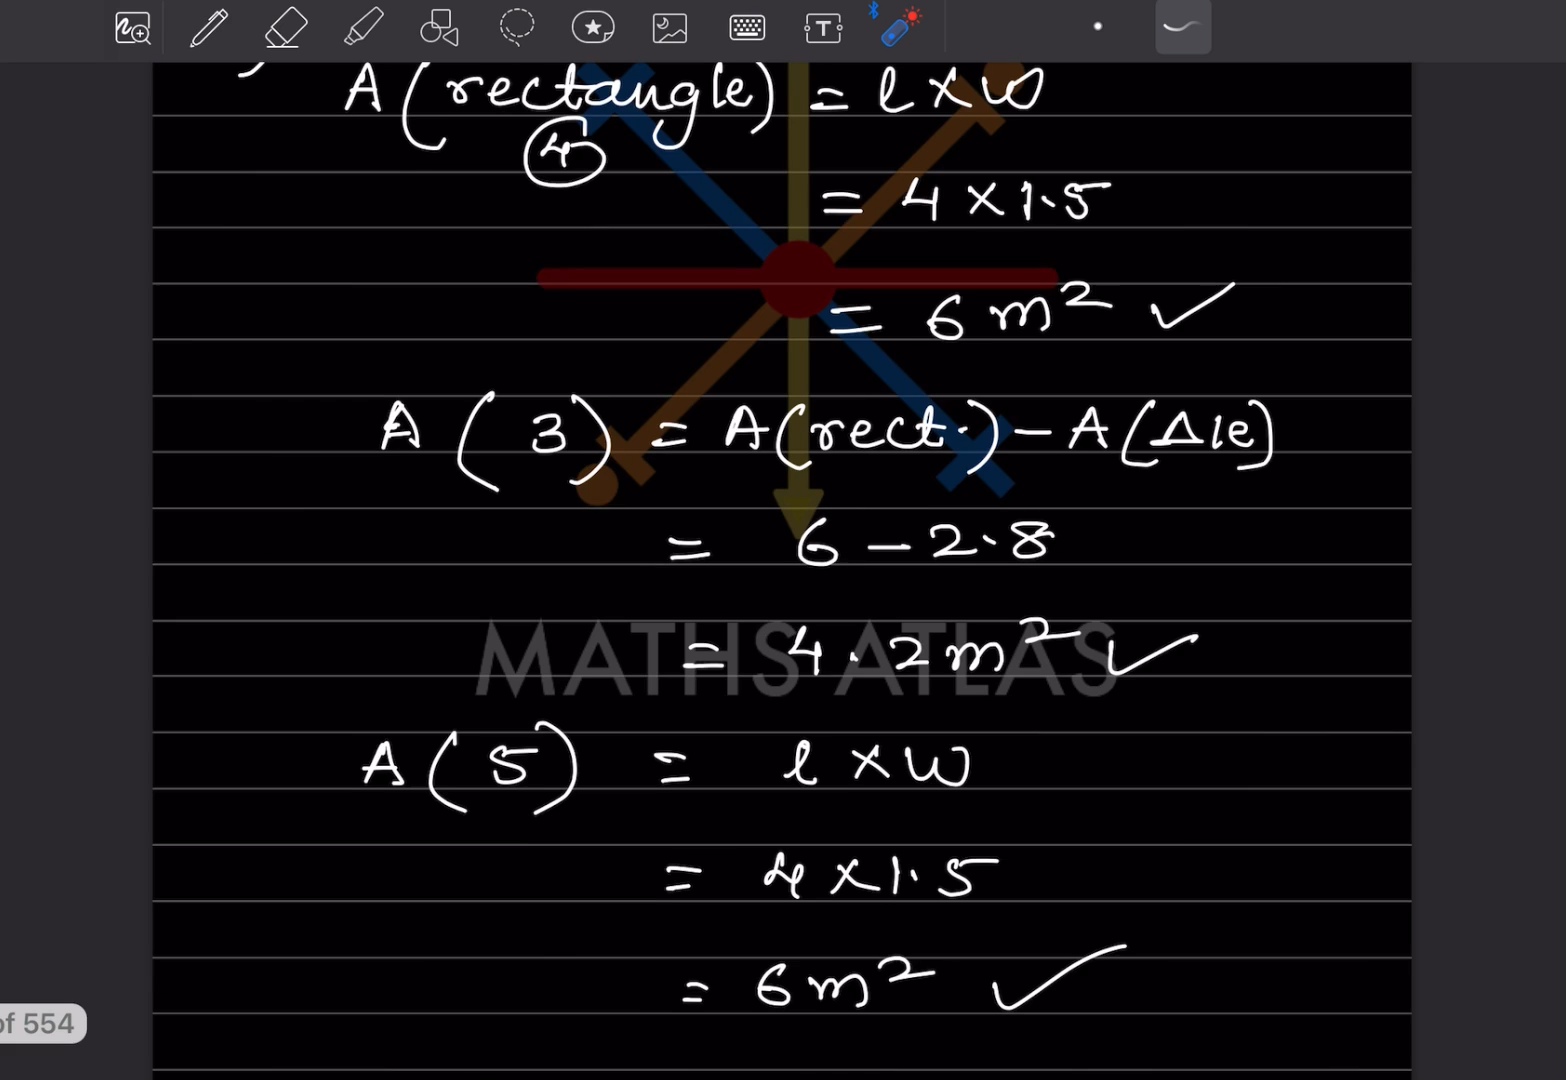 A(rectangle) = l×w
4
= 4 × 1.5
= 6 m²
A(3) = A(rect.) - A(Δle)
= 6 - 2.8
= 4.2 m²
MATHS ATLAS
A(5) = l × w
= 4 × 1.5
= 6 m²
of 554